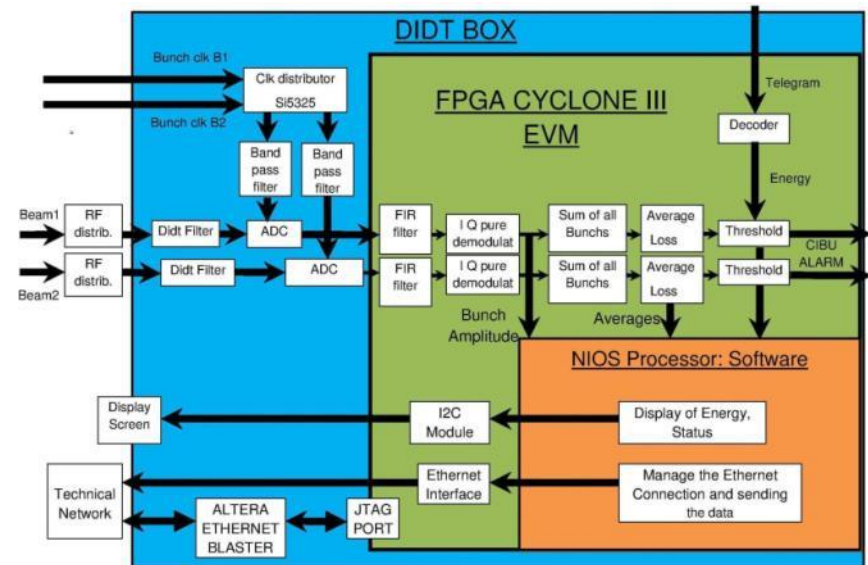 DIDT BOX
Bunch clk B1
Bunch clk B2
Clk distributor
Si5325
Band
pass
filter
Band
pass
filter
FPGA CYCLONE III
EVM
Telegram
Decoder
Energy
Beam1
RF
distrib.
Didt Filter
ADC
FIR
filter
I Q pure
demodulat
Sum of all
Bunchs
Average
Loss
Threshold
CIBU
ALARM
RF
distrib.
Beam2
Didt Filter
ADC
FIR
filter
I Q pure
demodulat
Sum of all
Bunchs
Average
Loss
Threshold
Bunch
Amplitude
Averages
NIOS Processor: Software
Display
Screen
I2C
Module
Display of Energy,
Status
Technical
Network
Ethernet
Interface
Manage the Ethernet
Connection and sending
the data
ALTERA
ETHERNET
BLASTER
JTAG
PORT